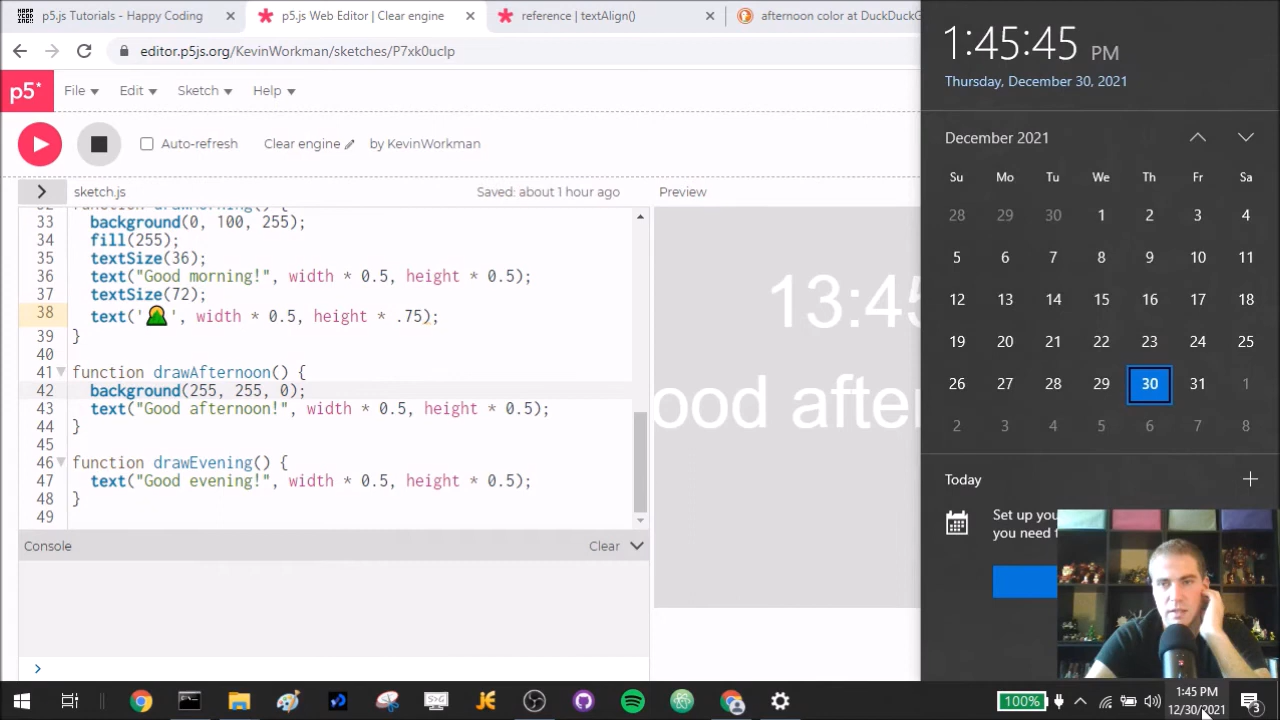 p5.js Tutorials - Happy Coding
p5.js Web Editor | Clear engine
reference | textAlign()
afternoon color at DuckDuckG
editor.p5js.org/KevinWorkman/sketches/P7xk0ucIp
p5* File Edit Sketch Help
Auto-refresh Clear engine by KevinWorkman
sketch.js Saved: about 1 hour ago Preview
33 background(0, 100, 255);
34 fill(255);
35 textSize(36);
36 text("Good morning!", width * 0.5, height * 0.5);
37 textSize(72);
38 text('🌄', width * 0.5, height * .75);
39 }
40
41 function drawAfternoon() {
42 background(255, 255, 0);
43 text("Good afternoon!", width * 0.5, height * 0.5);
44 }
45
46 function drawEvening() {
47 text("Good evening!", width * 0.5, height * 0.5);
48 }
49
Console Clear
>
13:45
ood after
1:45:45 PM
Thursday, December 30, 2021
December 2021
Su Mo Tu We Th Fr Sa
28 29 30 1 2 3 4
5 6 7 8 9 10 11
12 13 14 15 16 17 18
19 20 21 22 23 24 25
26 27 28 29 30 31 1
2 3 4 5 6 7 8
Today
Set up you
you need t
100%
1:45 PM
12/30/2021
3